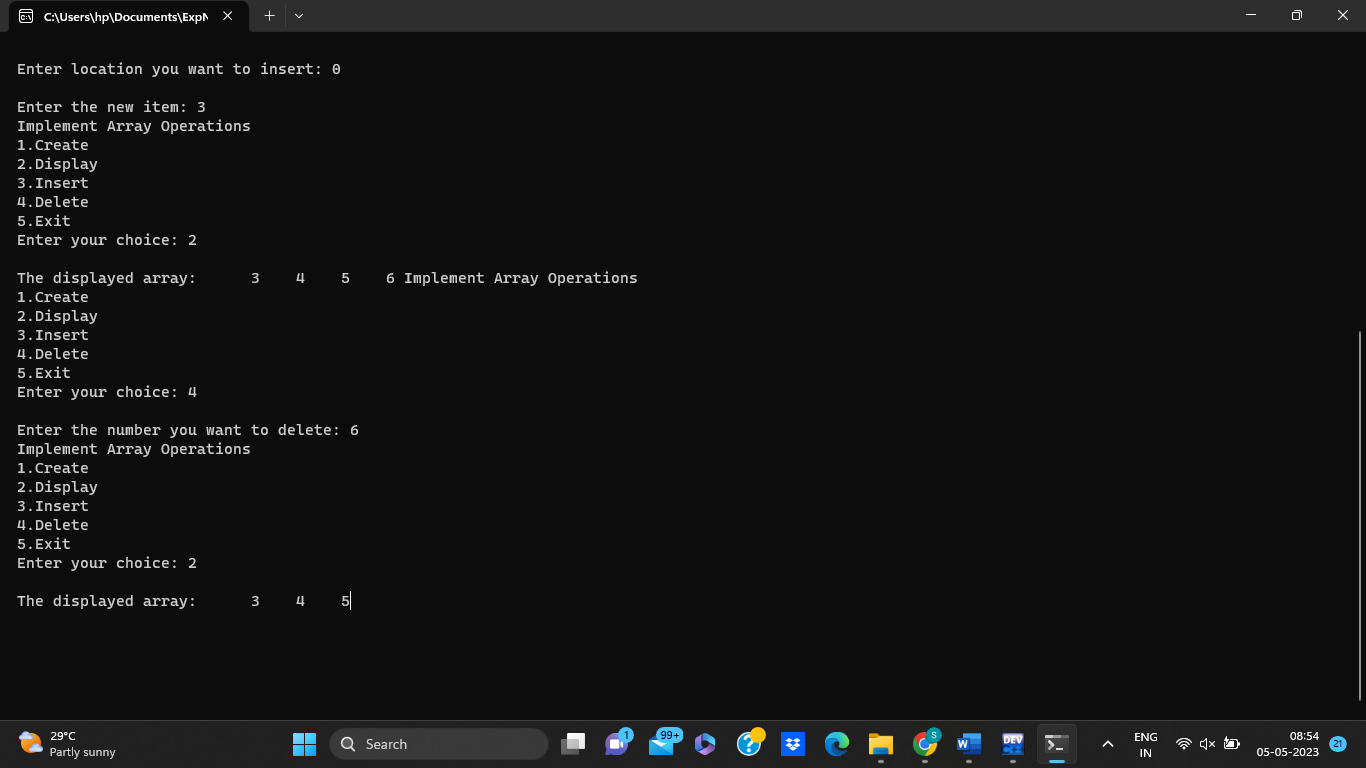 C:\Users\hp\Documents\ExpN
Enter location you want to insert: 0
Enter the new item: 3
Implement Array Operations
1.Create
2.Display
3.Insert
4.Delete
5.Exit
Enter your choice: 2
The displayed array: 3 4 5 6 Implement Array Operations
1.Create
2.Display
3.Insert
4.Delete
5.Exit
Enter your choice: 4
Enter the number you want to delete: 6
Implement Array Operations
1.Create
2.Display
3.Insert
4.Delete
5.Exit
Enter your choice: 2
The displayed array: 3 4 5
29°C
Partly sunny
Search
1
99+
S
W
DEV
ENG
IN
08:54
05-05-2023
21